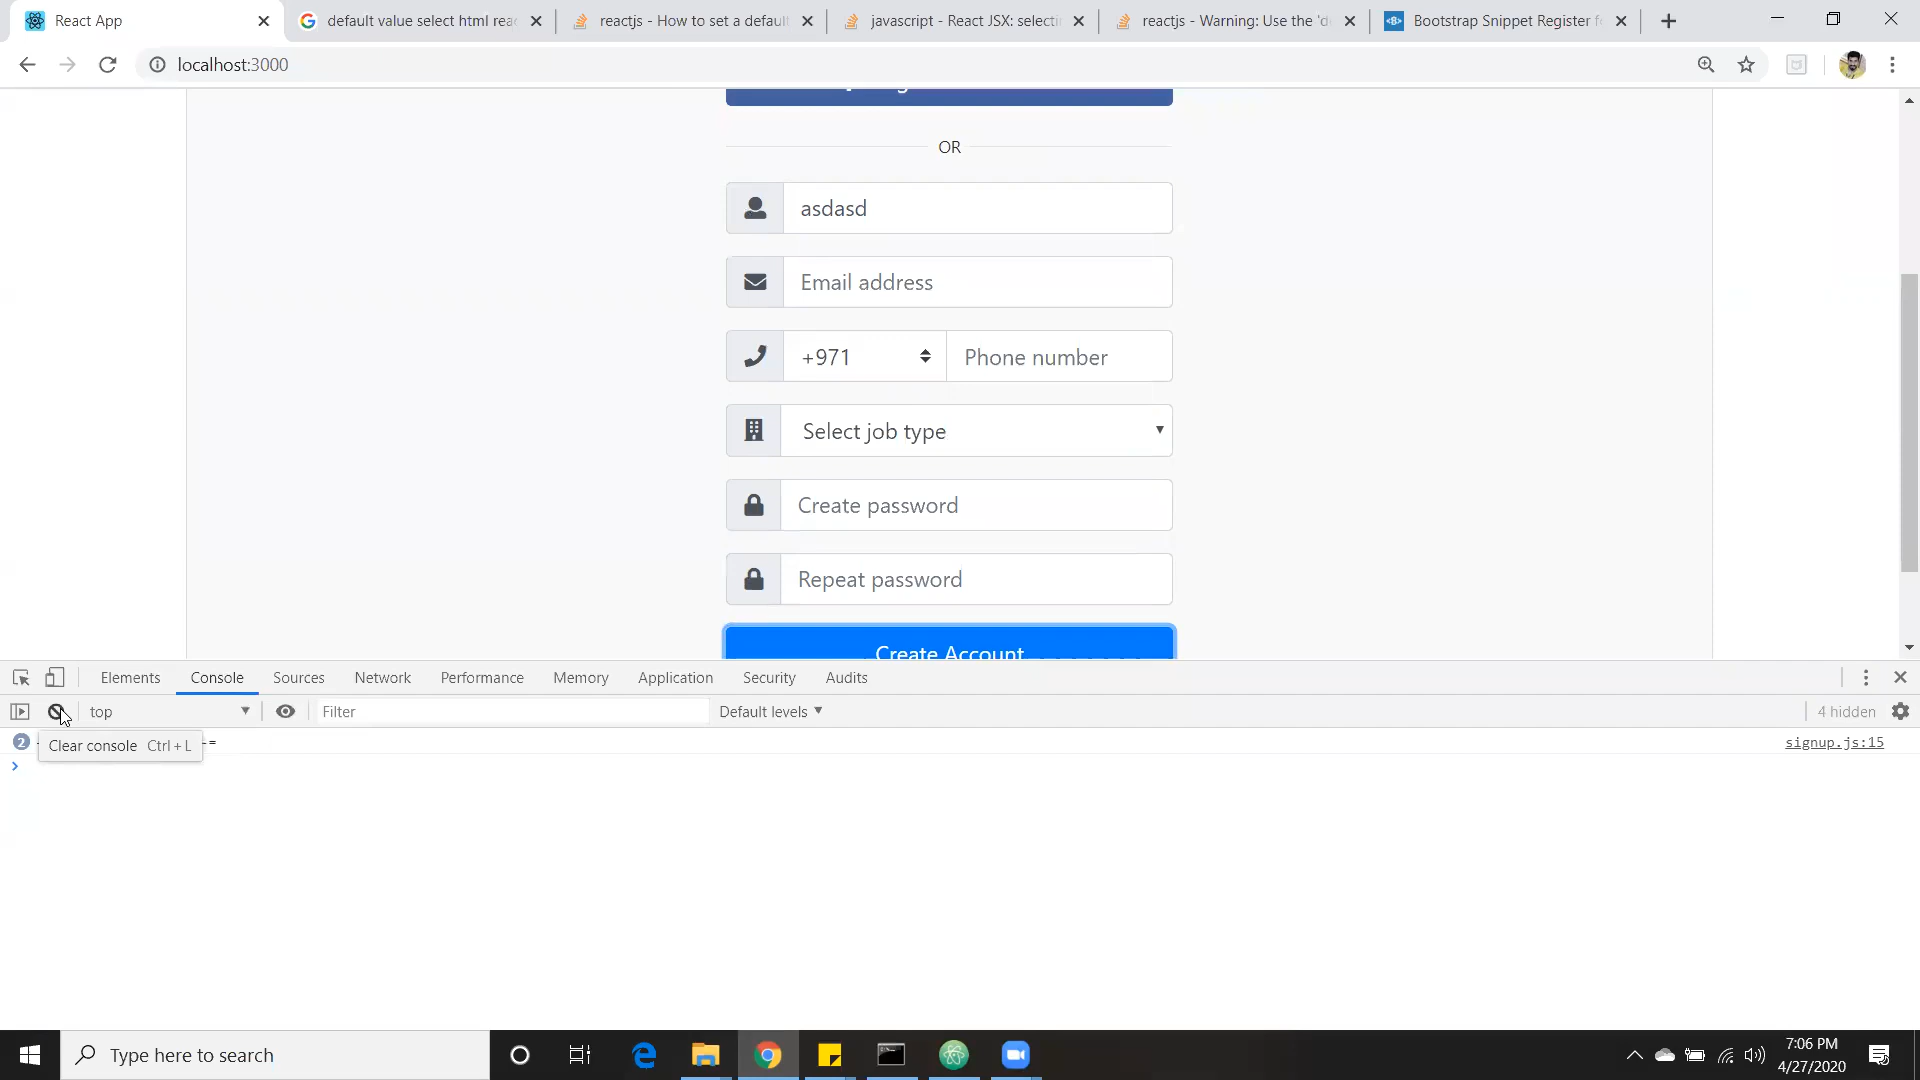 React App
default value select html rea
reactjs - How to set a defaul
javascript - React JSX: selecti
reactjs - Warning: Use the 'd
Bootstrap Snippet Register f
localhost:3000
OR
asdasd
Email address
+971
Phone number
Select job type
Create password
Repeat password
Create Account
Elements
Console
Sources
Network
Performance
Memory
Application
Security
Audits
top
Filter
Default levels
4 hidden
2
Clear console Ctrl + L
signup.js:15
Type here to search
7:06 PM
4/27/2020